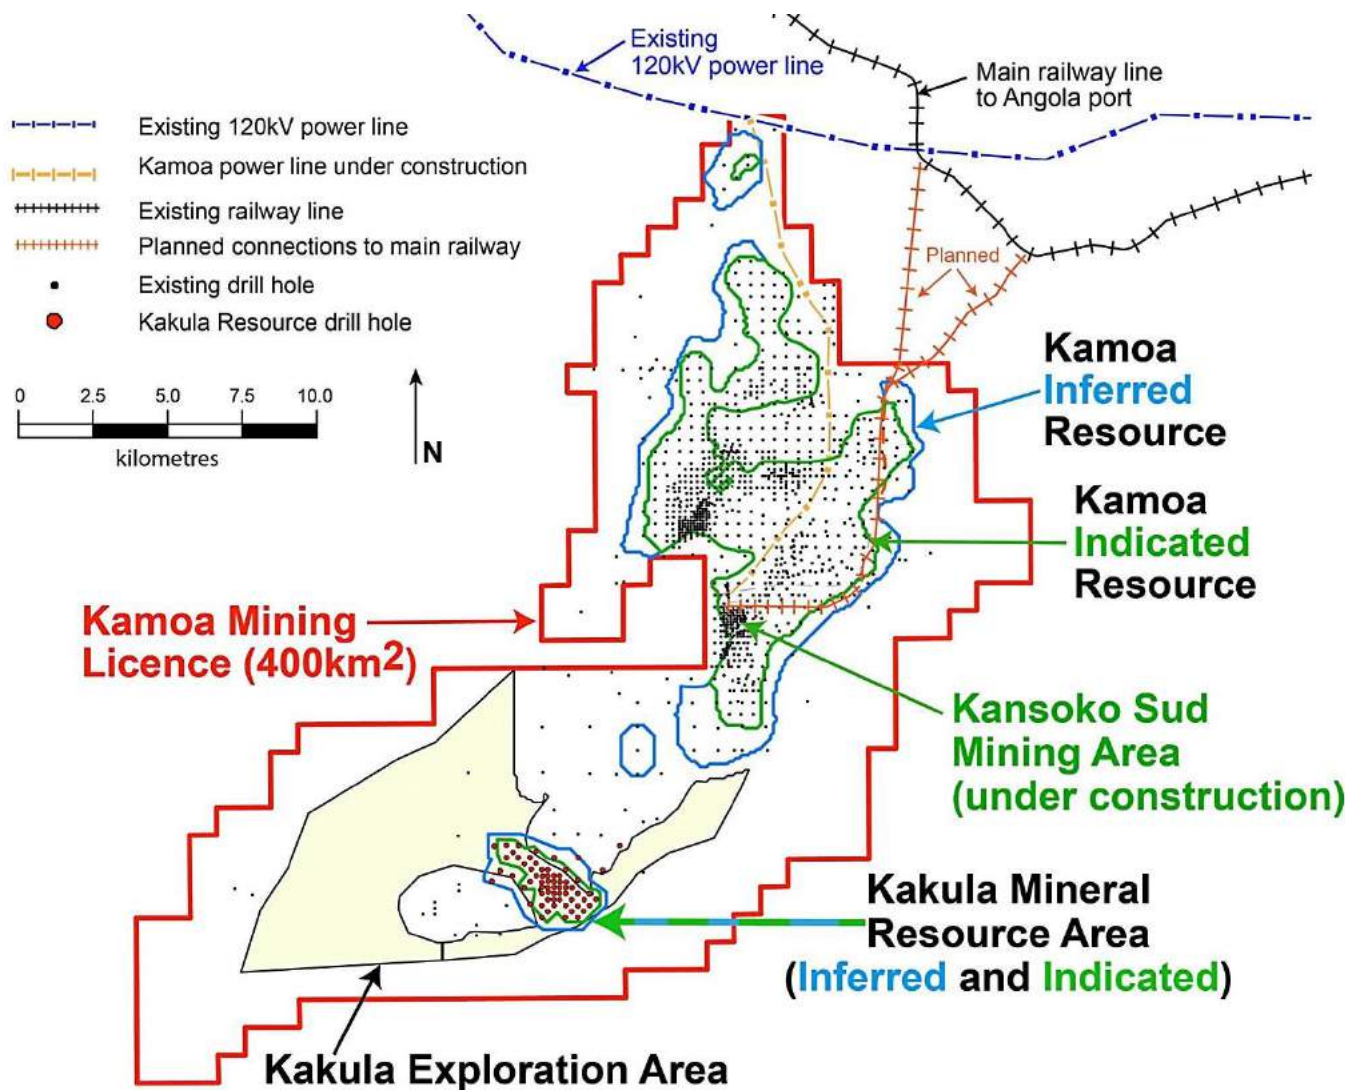 Existing
120kV power line
Main railway line
to Angola port
Existing 120kV power line
Kamoa power line under construction
Existing railway line
Planned connections to main railway
Existing drill hole
Kakula Resource drill hole
0 2.5 5.0 7.5 10.0
kilometres
N
Planned
Kamoa
Inferred
Resource
Kamoa
Indicated
Resource
Kamoa Mining
Licence (400km2)
Kansoko Sud
Mining Area
(under construction)
Kakula Mineral
Resource Area
(Inferred and Indicated)
Kakula Exploration Area